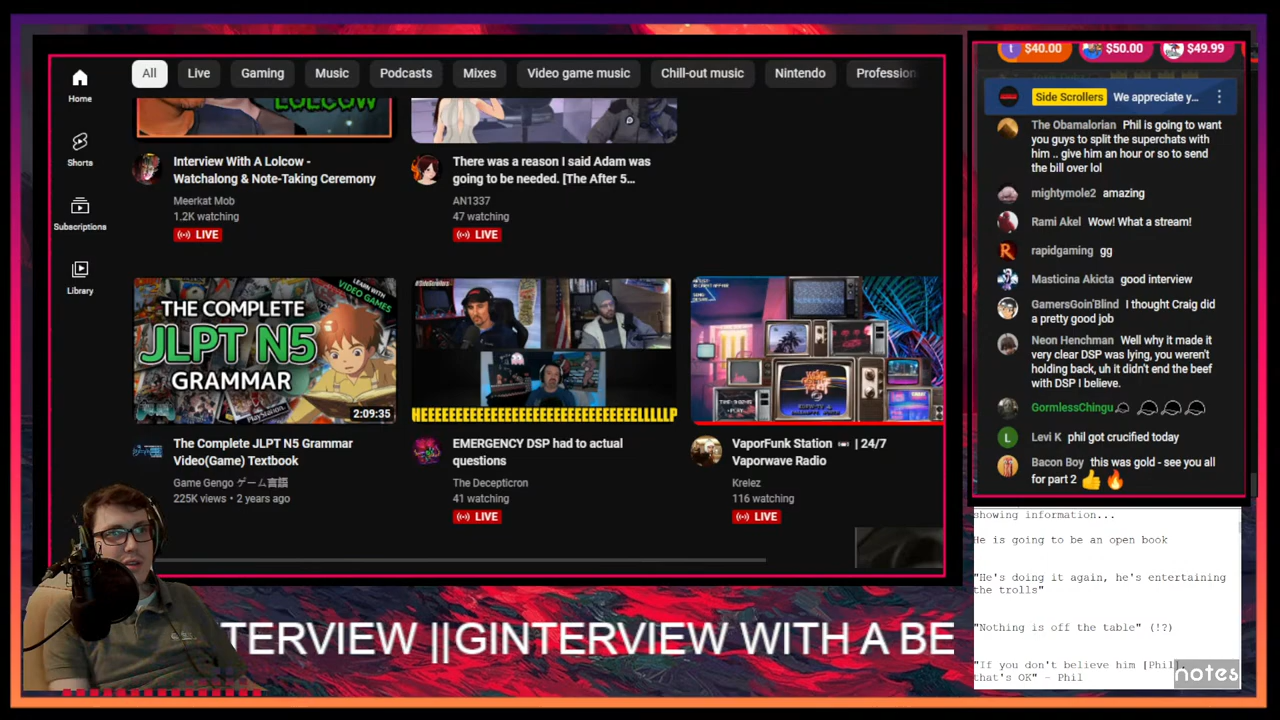 Home
Shorts
Subscriptions
Library
All
Live
Gaming
Music
Podcasts
Mixes
Video game music
Chill-out music
Nintendo
Profession
LOLCOW
Interview With A Lolcow -
Watchalong & Note-Taking Ceremony
Meerkat Mob
1.2K watching
LIVE
There was a reason I said Adam was
going to be needed. [The After 5...
AN1337
47 watching
LIVE
LEARN WITH
VIDEO GAMES
THE COMPLETE
JLPT N5
GRAMMAR
2:09:35
The Complete JLPT N5 Grammar
Video(Game) Textbook
Game Gengo ゲーム言語
225K views • 2 years ago
#SideScrollers
HEEEEEEEEEEEEEEEEEEEEEELLLLLP
EMERGENCY DSP had to actual
questions
The Decepticron
41 watching
LIVE
VaporFunk Station 📼 | 24/7
Vaporwave Radio
Krelez
116 watching
LIVE
TERVIEW ||GINTERVIEW WITH A BE
t $40.00
$50.00
$49.99
Side Scrollers We appreciate y...
The Obamalorian Phil is going to want
you guys to split the superchats with
him .. give him an hour or so to send
the bill over lol
mightymole2 amazing
Rami Akel Wow! What a stream!
rapidgaming gg
Masticina Akicta good interview
GamersGoin'Blind I thought Craig did
a pretty good job
Neon Henchman Well why it made it
very clear DSP was lying, you weren't
holding back, uh it didn't end the beef
with DSP I believe.
GormlessChingu
Levi K phil got crucified today
Bacon Boy this was gold - see you all
for part 2 👍🔥
showing information...
He is going to be an open book
"He's doing it again, he's entertaining
the trolls"
"Nothing is off the table" (!?)
"If you don't believe him [Phil],
that's OK" - Phil
notes